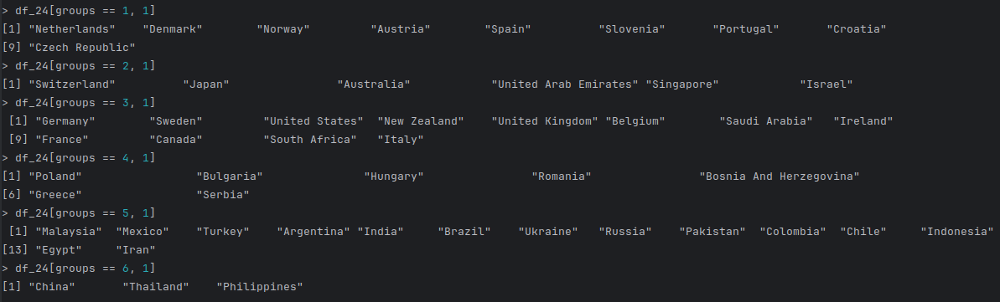 > df_24[groups == 1, 1]
[1] "Netherlands"    "Denmark"        "Norway"         "Austria"        "Spain"          "Slovenia"       "Portugal"       "Croatia"
[9] "Czech Republic"
> df_24[groups == 2, 1]
[1] "Switzerland"          "Japan"                "Australia"            "United Arab Emirates" "Singapore"            "Israel"
> df_24[groups == 3, 1]
 [1] "Germany"        "Sweden"         "United States"  "New Zealand"    "United Kingdom" "Belgium"        "Saudi Arabia"   "Ireland"
 [9] "France"         "Canada"         "South Africa"   "Italy"
> df_24[groups == 4, 1]
[1] "Poland"                 "Bulgaria"               "Hungary"                "Romania"                "Bosnia And Herzegovina"
[6] "Greece"                 "Serbia"
> df_24[groups == 5, 1]
 [1] "Malaysia"  "Mexico"    "Turkey"    "Argentina" "India"     "Brazil"    "Ukraine"   "Russia"    "Pakistan"  "Colombia"  "Chile"     "Indonesia"
[13] "Egypt"     "Iran"
> df_24[groups == 6, 1]
[1] "China"       "Thailand"    "Philippines"